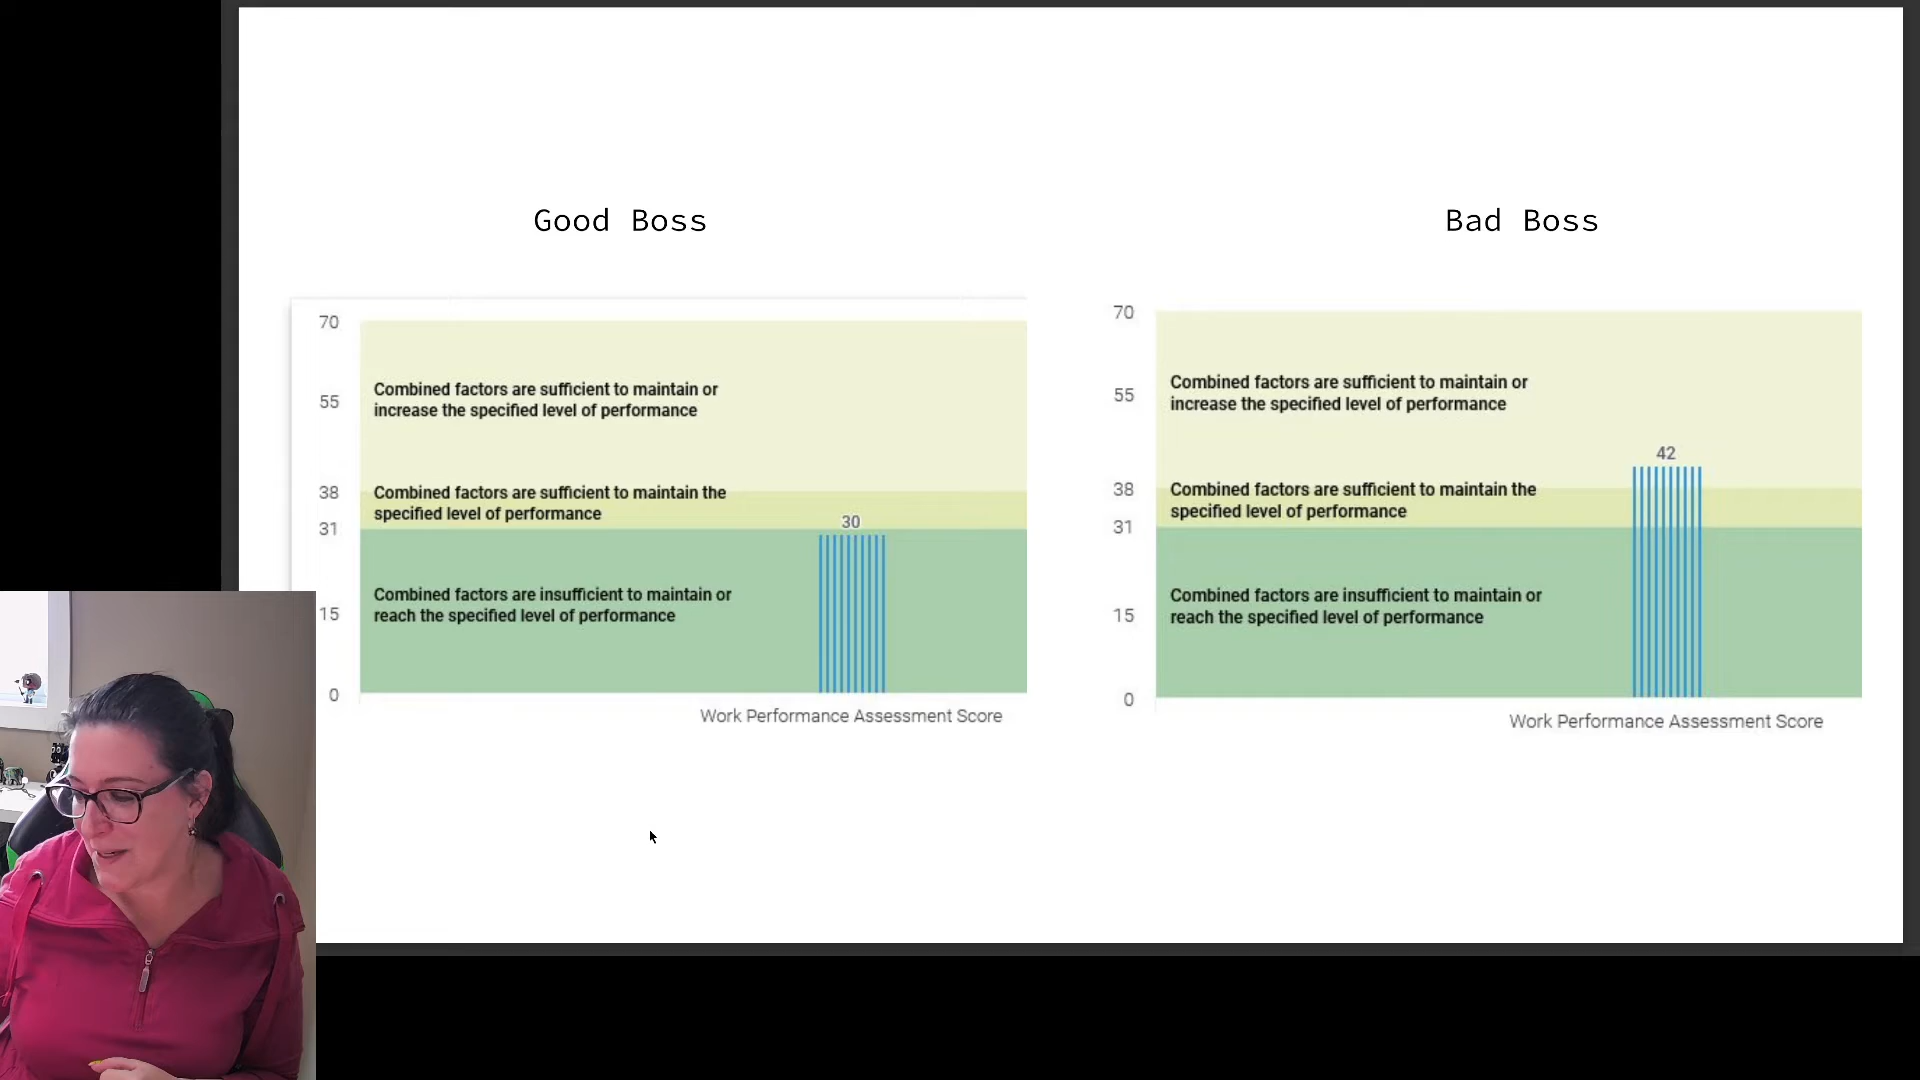 Good Boss
70
55
38
31
15
0
Combined factors are sufficient to maintain or
increase the specified level of performance
Combined factors are sufficient to maintain the
specified level of performance
30
Combined factors are insufficient to maintain or
reach the specified level of performance
Work Performance Assessment Score
Bad Boss
70
55
38
31
15
0
Combined factors are sufficient to maintain or
increase the specified level of performance
42
Combined factors are sufficient to maintain the
specified level of performance
Combined factors are insufficient to maintain or
reach the specified level of performance
Work Performance Assessment Score